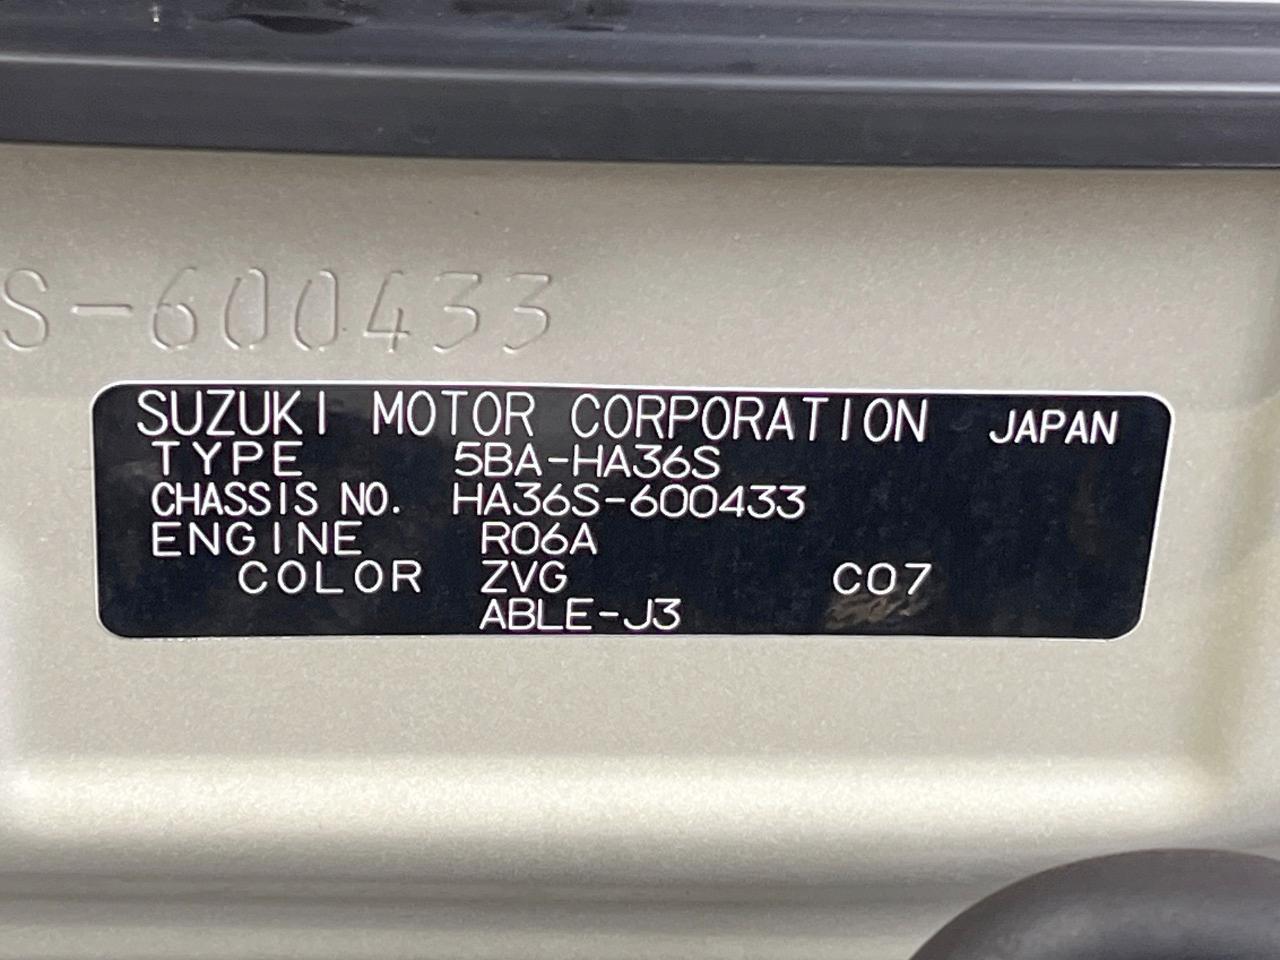 S-600433
SUZUKI MOTOR CORPORATION JAPAN
TYPE 5BA-HA36S
CHASSIS NO. HA36S-600433
ENGINE R06A
COLOR ZVG C07
ABLE-J3